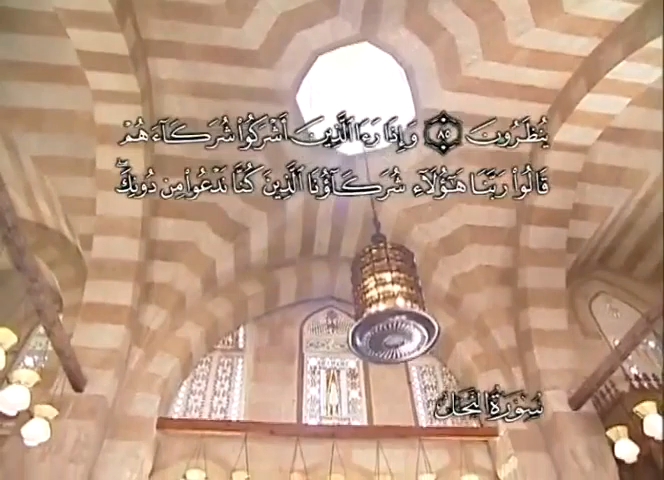 يُنظَرُونَ ﴿٨٥﴾ وَإِذَا رَءَا ٱلَّذِينَ أَشْرَكُوا۟ شُرَكَآءَهُمْ
قَالُوا۟ رَبَّنَا هَٰٓؤُلَآءِ شُرَكَآؤُنَا ٱلَّذِينَ كُنَّا نَدْعُوا۟ مِن دُونِكَ ۖ
سُورَةُ النَّحْلِ